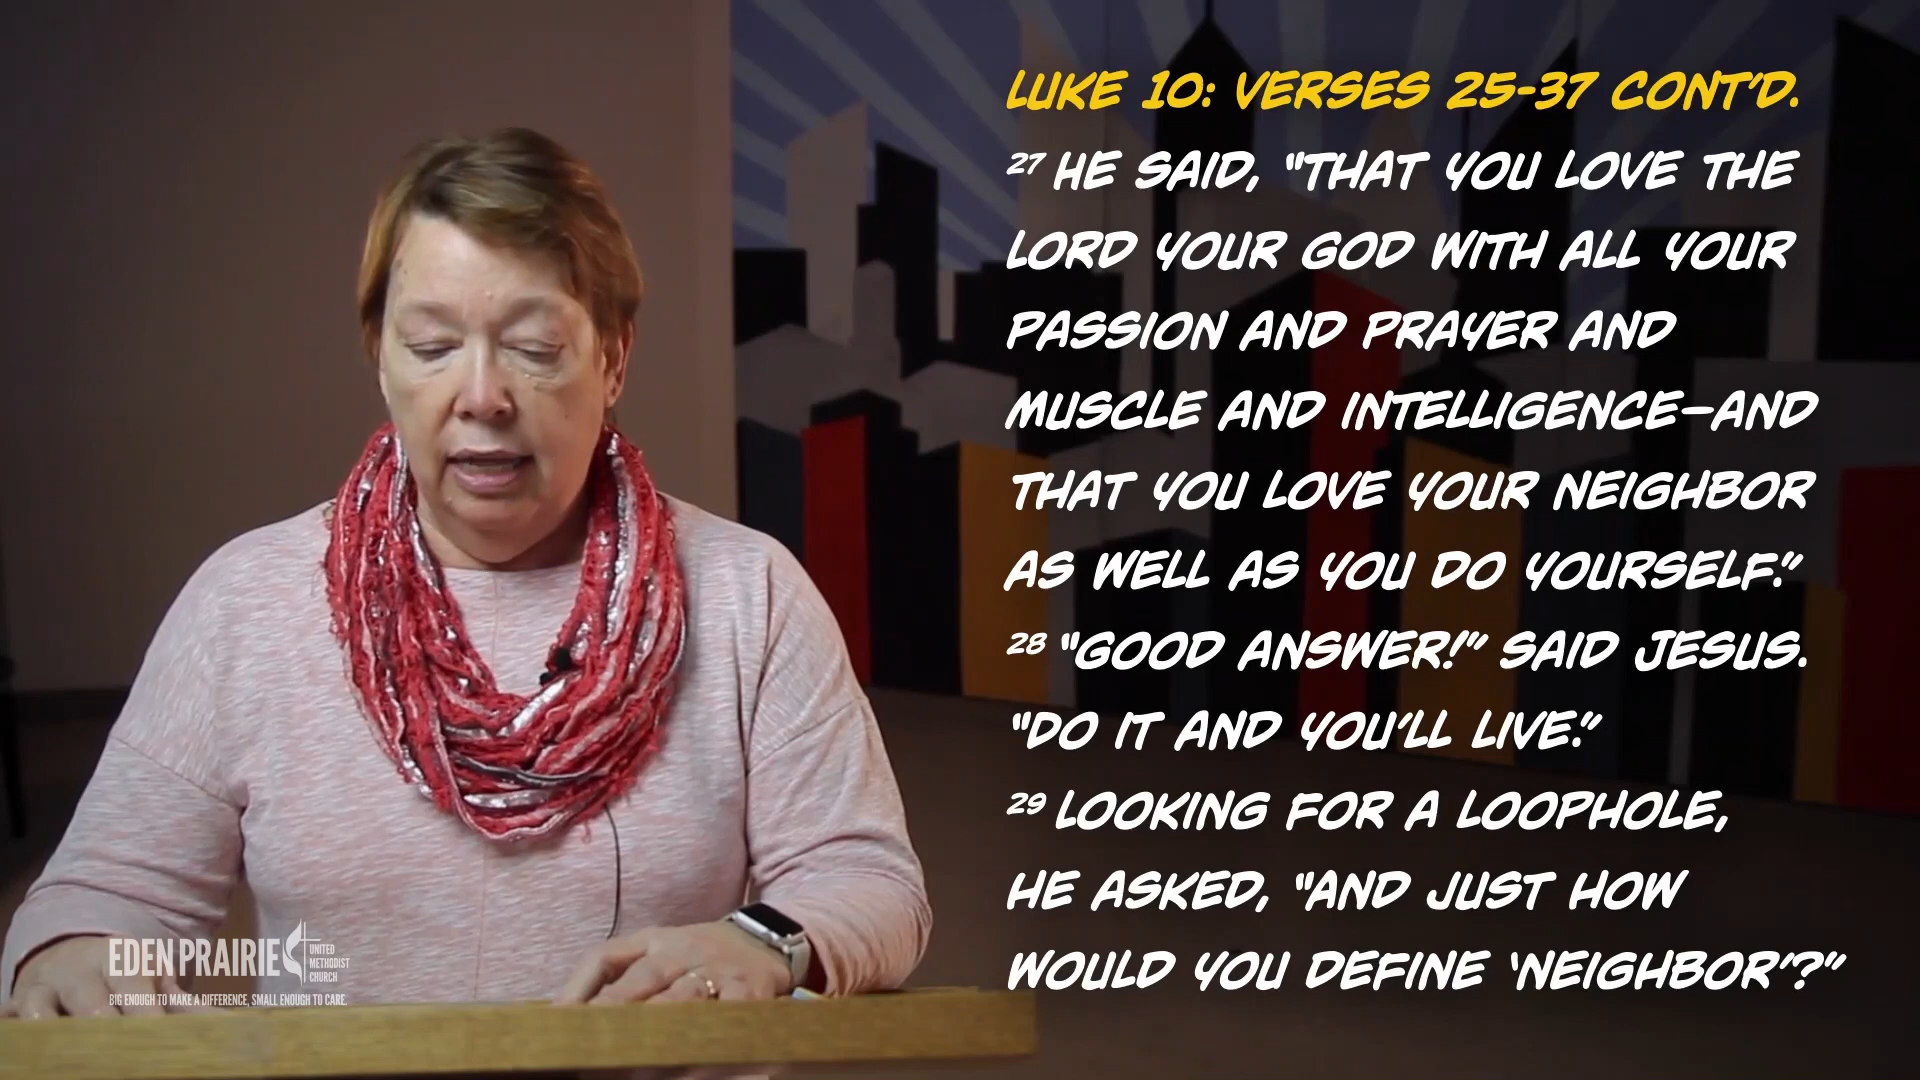 LUKE 10: VERSES 25-37 CONT'D.
27 HE SAID, "THAT YOU LOVE THE
LORD YOUR GOD WITH ALL YOUR
PASSION AND PRAYER AND
MUSCLE AND INTELLIGENCE—AND
THAT YOU LOVE YOUR NEIGHBOR
AS WELL AS YOU DO YOURSELF."
28 "GOOD ANSWER!" SAID JESUS.
"DO IT AND YOU'LL LIVE."
29 LOOKING FOR A LOOPHOLE,
HE ASKED, "AND JUST HOW
WOULD YOU DEFINE 'NEIGHBOR'?"
EDEN PRAIRIE
UNITED
METHODIST
CHURCH
BIG ENOUGH TO MAKE A DIFFERENCE, SMALL ENOUGH TO CARE.